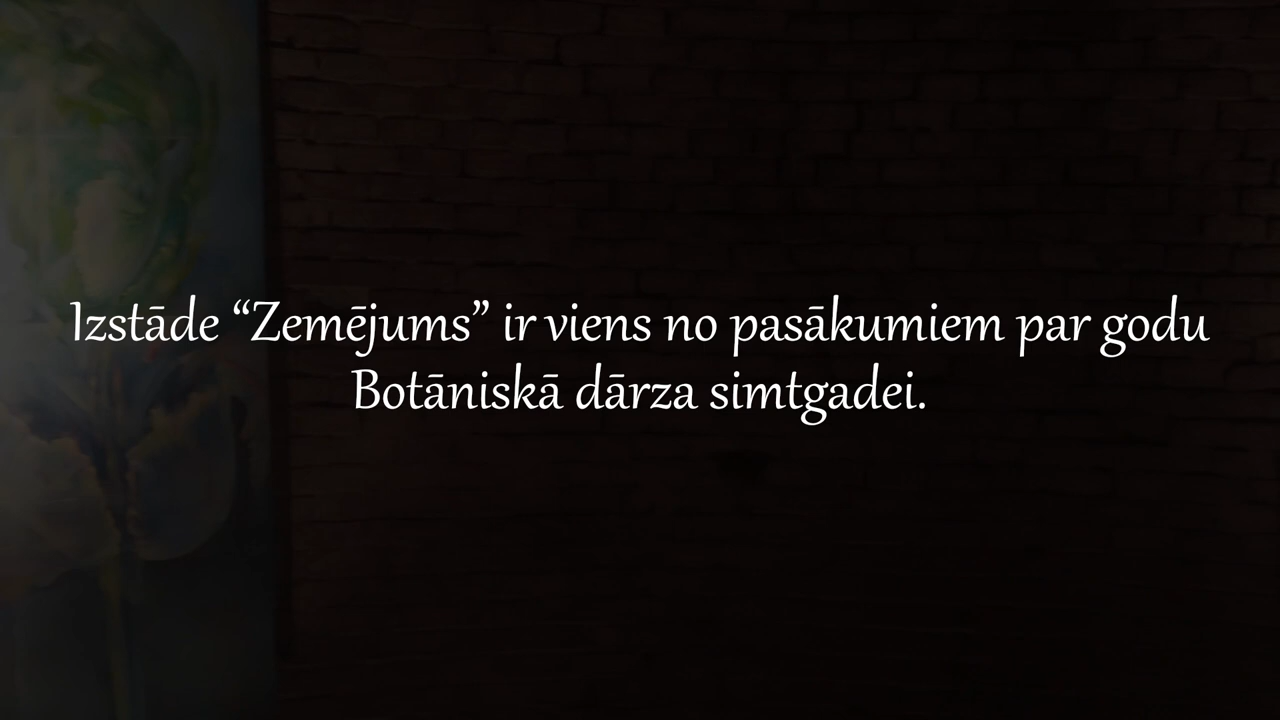 Izstāde “Zemējums” ir viens no pasākumiem par godu
Botāniskā dārza simtgadei.